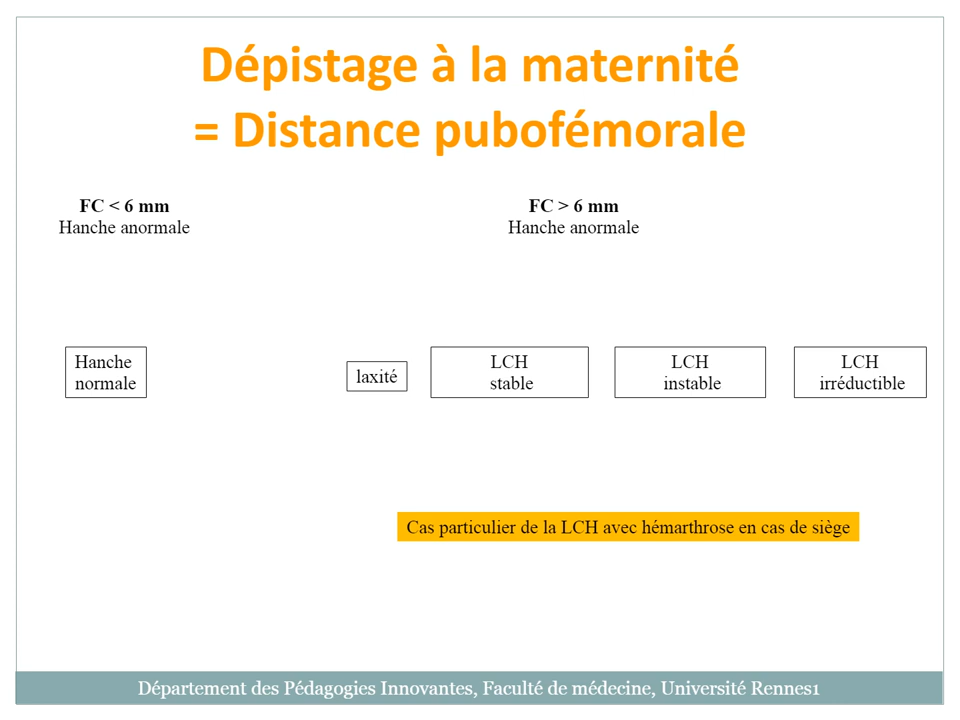 Dépistage à la maternité
= Distance pubofémorale
FC < 6 mm
Hanche anormale
FC > 6 mm
Hanche anormale
Hanche
normale
laxité
LCH
stable
LCH
instable
LCH
irréductible
Cas particulier de la LCH avec hémarthrose en cas de siège
Département des Pédagogies Innovantes, Faculté de médecine, Université Rennes1